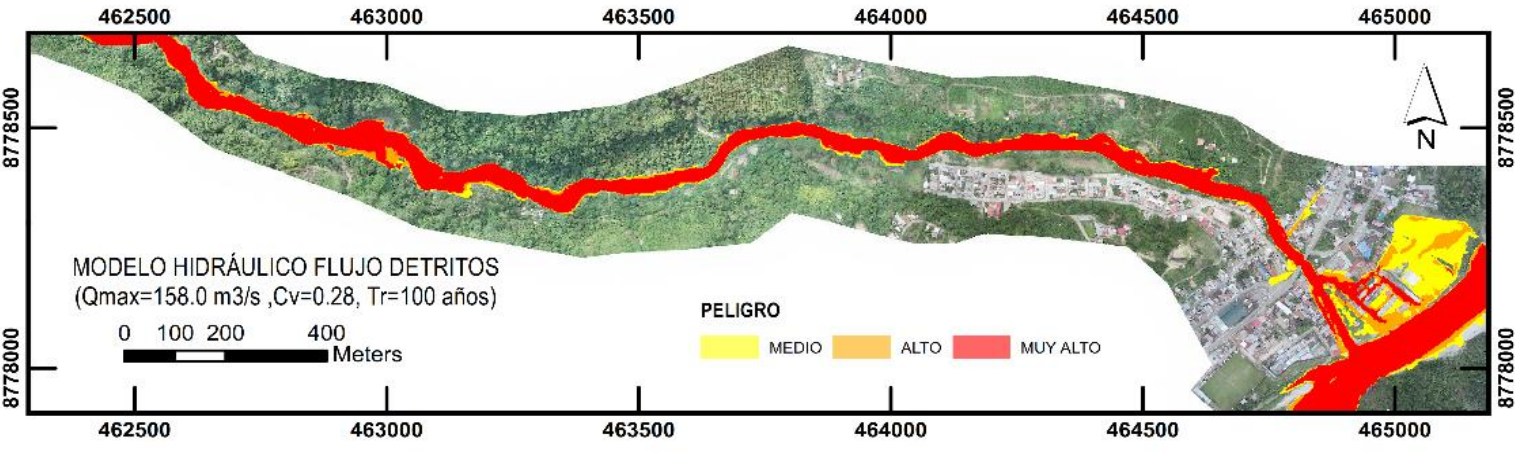 462500 463000 463500 464000 464500 465000
8778500
8778500
N
MODELO HIDRÁULICO FLUJO DETRITOS
(Qmax=158.0 m3/s ,Cv=0.28, Tr=100 años)
0 100 200 400
Meters
PELIGRO
MEDIO ALTO MUY ALTO
8778000
8778000
462500 463000 463500 464000 464500 465000